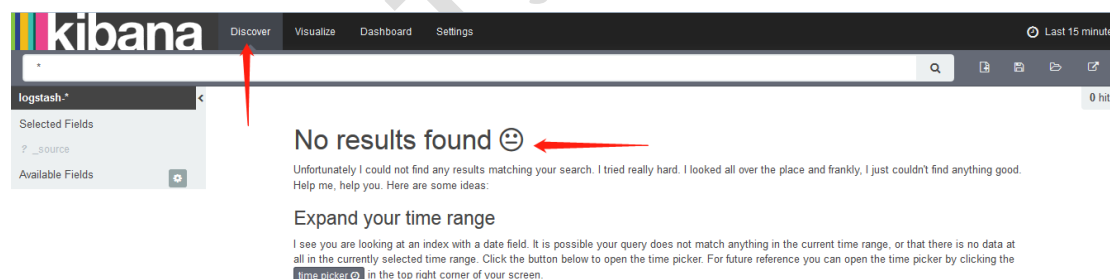 kibana
Discover
Visualize
Dashboard
Settings
Last 15 minute
*
logstash-*
0 hit
Selected Fields
? _source
Available Fields
No results found
Unfortunately I could not find any results matching your search. I tried really hard. I looked all over the place and frankly, I just couldn't find anything good.
Help me, help you. Here are some ideas:
Expand your time range
I see you are looking at an index with a date field. It is possible your query does not match anything in the current time range, or that there is no data at
all in the currently selected time range. Click the button below to open the time picker. For future reference you can open the time picker by clicking the
time picker in the top right corner of your screen.